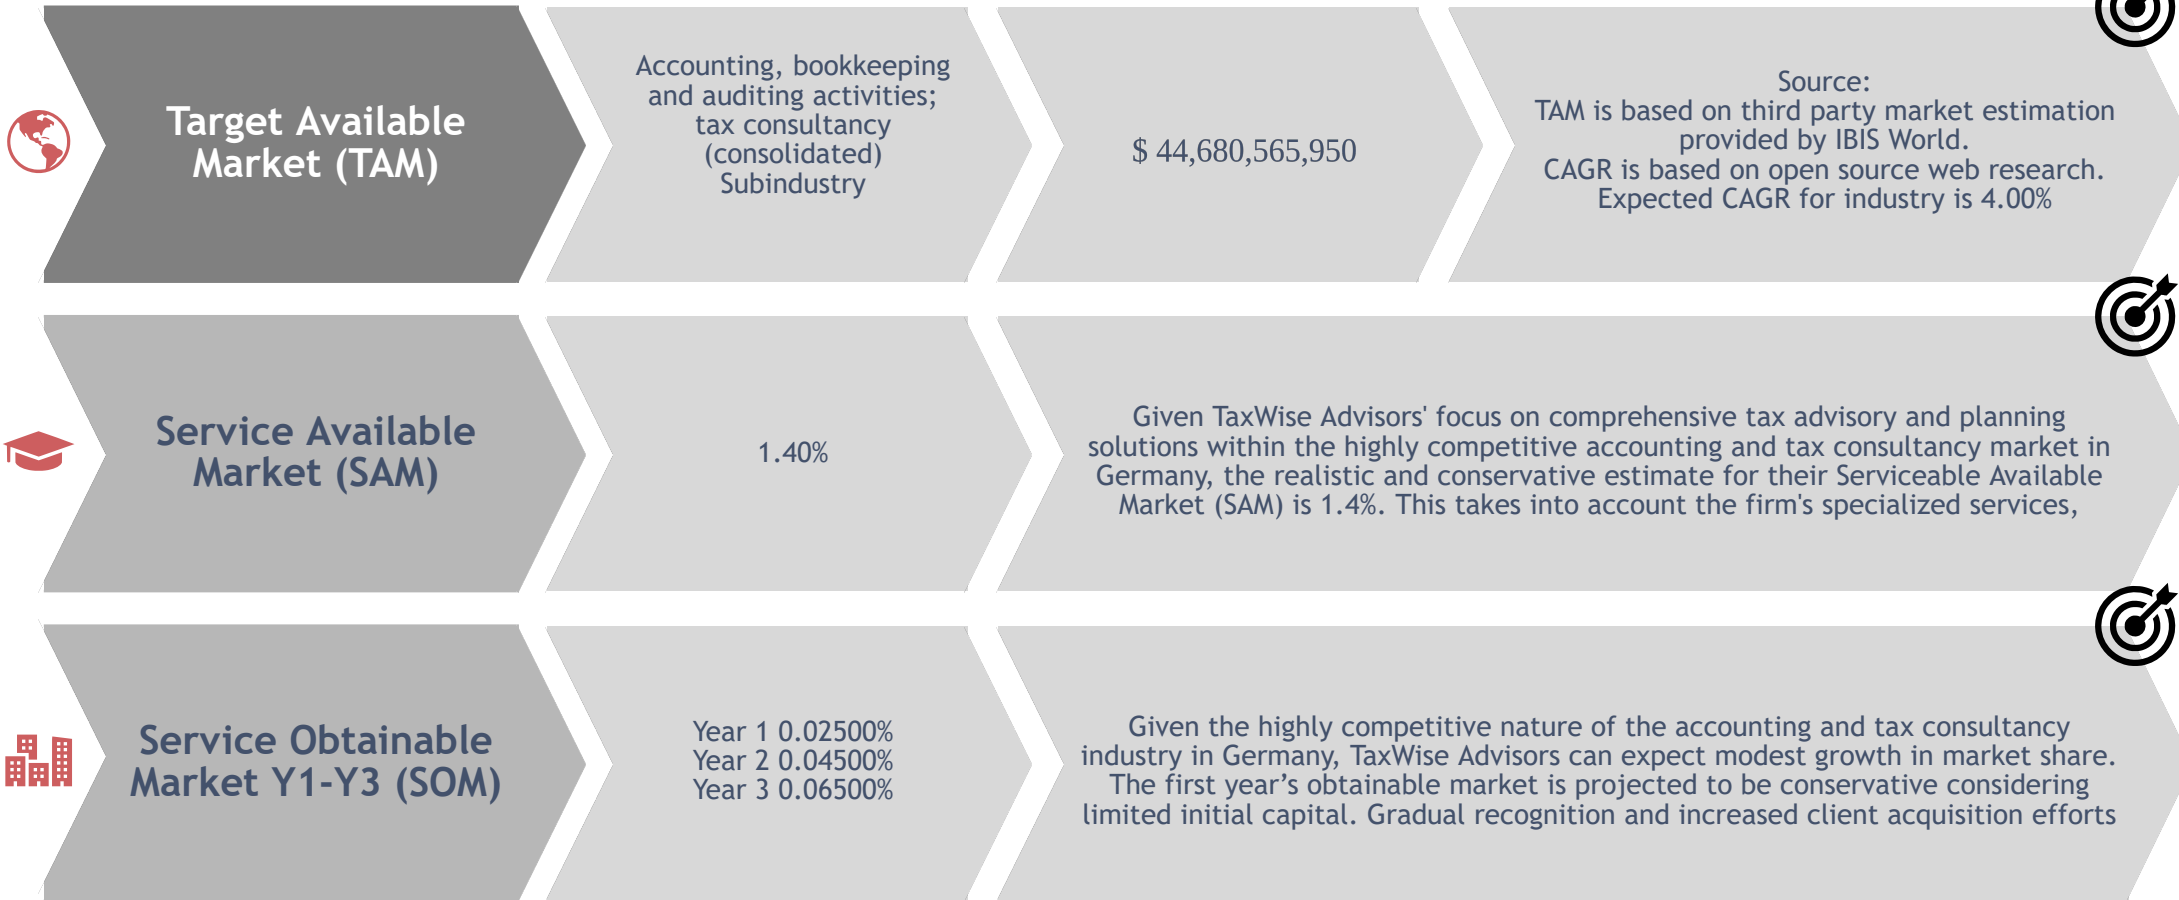 Target Available
Market (TAM)
Accounting, bookkeeping
and auditing activities;
tax consultancy
(consolidated)
Subindustry
$ 44,680,565,950
Source:
TAM is based on third party market estimation
provided by IBIS World.
CAGR is based on open source web research.
Expected CAGR for industry is 4.00%
Service Available
Market (SAM)
1.40%
Given TaxWise Advisors' focus on comprehensive tax advisory and planning
solutions within the highly competitive accounting and tax consultancy market in
Germany, the realistic and conservative estimate for their Serviceable Available
Market (SAM) is 1.4%. This takes into account the firm's specialized services,
Service Obtainable
Market Y1-Y3 (SOM)
Year 1 0.02500%
Year 2 0.04500%
Year 3 0.06500%
Given the highly competitive nature of the accounting and tax consultancy
industry in Germany, TaxWise Advisors can expect modest growth in market share.
The first year’s obtainable market is projected to be conservative considering
limited initial capital. Gradual recognition and increased client acquisition efforts